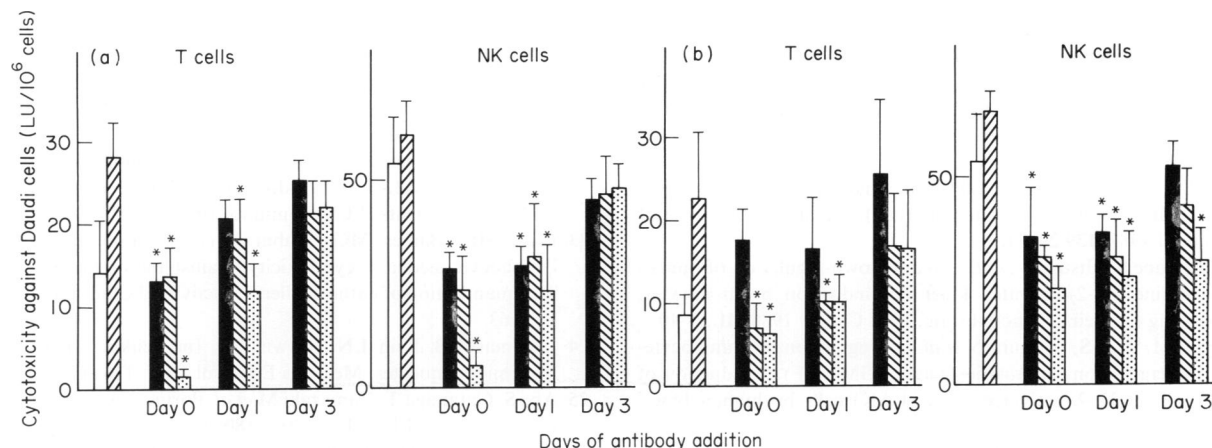 Cytotoxicity against Daudi cells (LU/10⁶ cells)
(a) T cells
30
20
10
0
* * *
* *
Day 0 Day 1 Day 3
NK cells
50
* * *
* * *
Day 0 Day 1 Day 3
(b) T cells
30
20
10
0
* *
* *
Day 0 Day 1 Day 3
NK cells
50
* * *
* * *
*
Day 0 Day 1 Day 3
Days of antibody addition